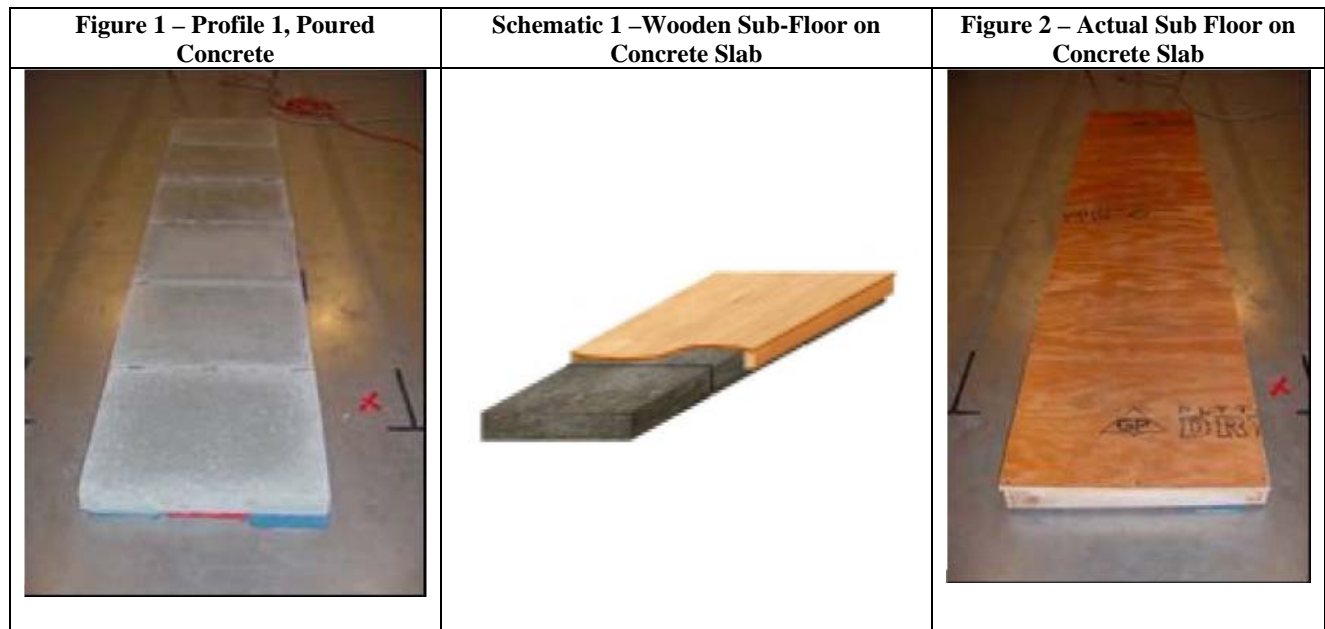 Figure 1 – Profile 1, Poured
Concrete
Schematic 1 –Wooden Sub-Floor on
Concrete Slab
Figure 2 – Actual Sub Floor on
Concrete Slab
GP